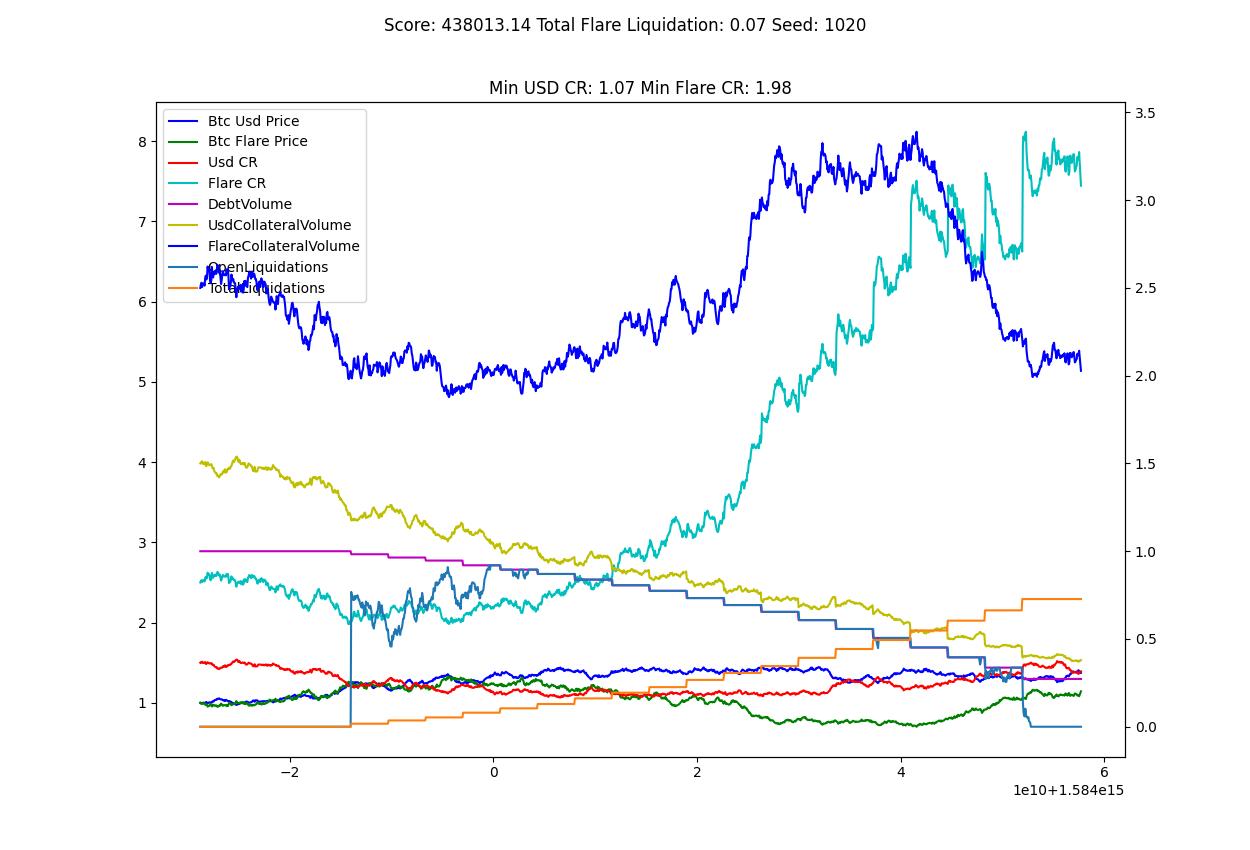 Score: 438013.14 Total Flare Liquidation: 0.07 Seed: 1020
Min USD CR: 1.07 Min Flare CR: 1.98
Btc Usd Price
Btc Flare Price
Usd CR
Flare CR
DebtVolume
UsdCollateralVolume
FlareCollateralVolume
OpenLiquidations
TotalLiquidations
8
7
6
5
4
3
2
1
3.5
3.0
2.5
2.0
1.5
1.0
0.5
0.0
−2
0
2
4
6
1e10+1.584e15